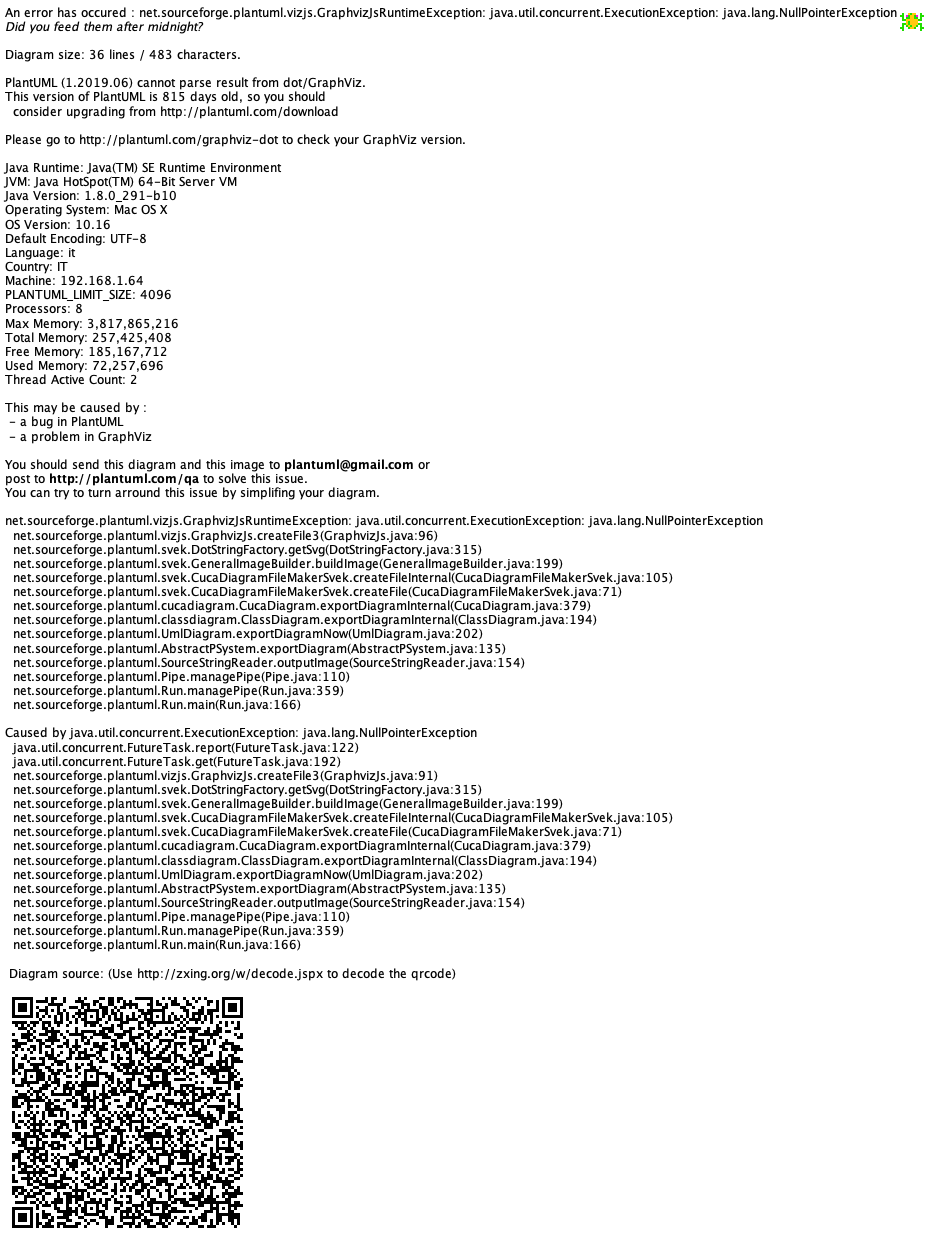 An error has occured : net.sourceforge.plantuml.vizjs.GraphvizJsRuntimeException: java.util.concurrent.ExecutionException: java.lang.NullPointerException
Did you feed them after midnight?
Diagram size: 36 lines / 483 characters.
PlantUML (1.2019.06) cannot parse result from dot/GraphViz.
This version of PlantUML is 815 days old, so you should
consider upgrading from http://plantuml.com/download
Please go to http://plantuml.com/graphviz-dot to check your GraphViz version.
Java Runtime: Java(TM) SE Runtime Environment
JVM: Java HotSpot(TM) 64-Bit Server VM
Java Version: 1.8.0_291-b10
Operating System: Mac OS X
OS Version: 10.16
Default Encoding: UTF-8
Language: it
Country: IT
Machine: 192.168.1.64
PLANTUML_LIMIT_SIZE: 4096
Processors: 8
Max Memory: 3,817,865,216
Total Memory: 257,425,408
Free Memory: 185,167,712
Used Memory: 72,257,696
Thread Active Count: 2
This may be caused by :
- a bug in PlantUML
- a problem in GraphViz
You should send this diagram and this image to plantuml@gmail.com or
post to http://plantuml.com/qa to solve this issue.
You can try to turn arround this issue by simplifing your diagram.
net.sourceforge.plantuml.vizjs.GraphvizJsRuntimeException: java.util.concurrent.ExecutionException: java.lang.NullPointerException
net.sourceforge.plantuml.vizjs.GraphvizJs.createFile3(GraphvizJs.java:96)
net.sourceforge.plantuml.svek.DotStringFactory.getSvg(DotStringFactory.java:315)
net.sourceforge.plantuml.svek.GeneralImageBuilder.buildImage(GeneralImageBuilder.java:199)
net.sourceforge.plantuml.svek.CucaDiagramFileMakerSvek.createFileInternal(CucaDiagramFileMakerSvek.java:105)
net.sourceforge.plantuml.svek.CucaDiagramFileMakerSvek.createFile(CucaDiagramFileMakerSvek.java:71)
net.sourceforge.plantuml.cucadiagram.CucaDiagram.exportDiagramInternal(CucaDiagram.java:379)
net.sourceforge.plantuml.classdiagram.ClassDiagram.exportDiagramInternal(ClassDiagram.java:194)
net.sourceforge.plantuml.UmlDiagram.exportDiagramNow(UmlDiagram.java:202)
net.sourceforge.plantuml.AbstractPSystem.exportDiagram(AbstractPSystem.java:135)
net.sourceforge.plantuml.SourceStringReader.outputImage(SourceStringReader.java:154)
net.sourceforge.plantuml.Pipe.managePipe(Pipe.java:110)
net.sourceforge.plantuml.Run.managePipe(Run.java:359)
net.sourceforge.plantuml.Run.main(Run.java:166)
Caused by java.util.concurrent.ExecutionException: java.lang.NullPointerException
java.util.concurrent.FutureTask.report(FutureTask.java:122)
java.util.concurrent.FutureTask.get(FutureTask.java:192)
net.sourceforge.plantuml.vizjs.GraphvizJs.createFile3(GraphvizJs.java:91)
net.sourceforge.plantuml.svek.DotStringFactory.getSvg(DotStringFactory.java:315)
net.sourceforge.plantuml.svek.GeneralImageBuilder.buildImage(GeneralImageBuilder.java:199)
net.sourceforge.plantuml.svek.CucaDiagramFileMakerSvek.createFileInternal(CucaDiagramFileMakerSvek.java:105)
net.sourceforge.plantuml.svek.CucaDiagramFileMakerSvek.createFile(CucaDiagramFileMakerSvek.java:71)
net.sourceforge.plantuml.cucadiagram.CucaDiagram.exportDiagramInternal(CucaDiagram.java:379)
net.sourceforge.plantuml.classdiagram.ClassDiagram.exportDiagramInternal(ClassDiagram.java:194)
net.sourceforge.plantuml.UmlDiagram.exportDiagramNow(UmlDiagram.java:202)
net.sourceforge.plantuml.AbstractPSystem.exportDiagram(AbstractPSystem.java:135)
net.sourceforge.plantuml.SourceStringReader.outputImage(SourceStringReader.java:154)
net.sourceforge.plantuml.Pipe.managePipe(Pipe.java:110)
net.sourceforge.plantuml.Run.managePipe(Run.java:359)
net.sourceforge.plantuml.Run.main(Run.java:166)
Diagram source: (Use http://zxing.org/w/decode.jspx to decode the qrcode)